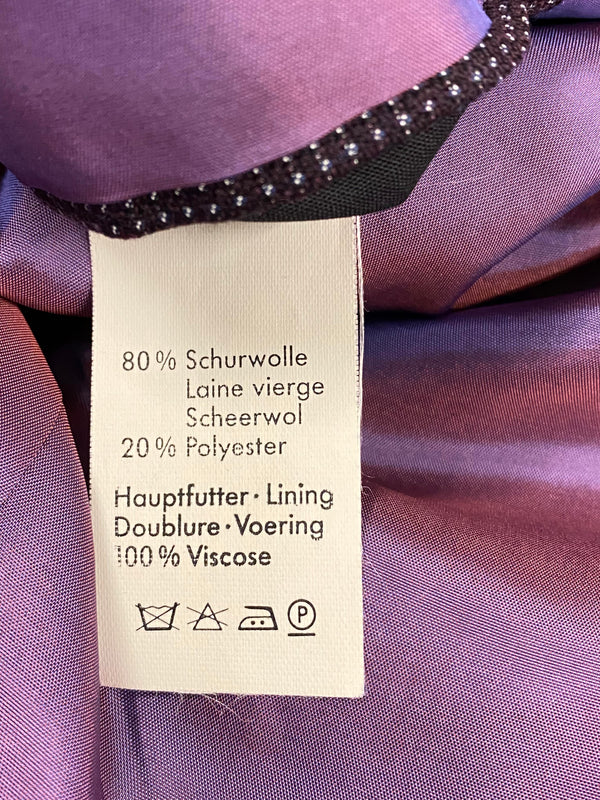 80% Schurwolle
Laine vierge
Scheerwol
20% Polyester
Hauptfutter · Lining
Doublure · Voering
100% Viscose
P